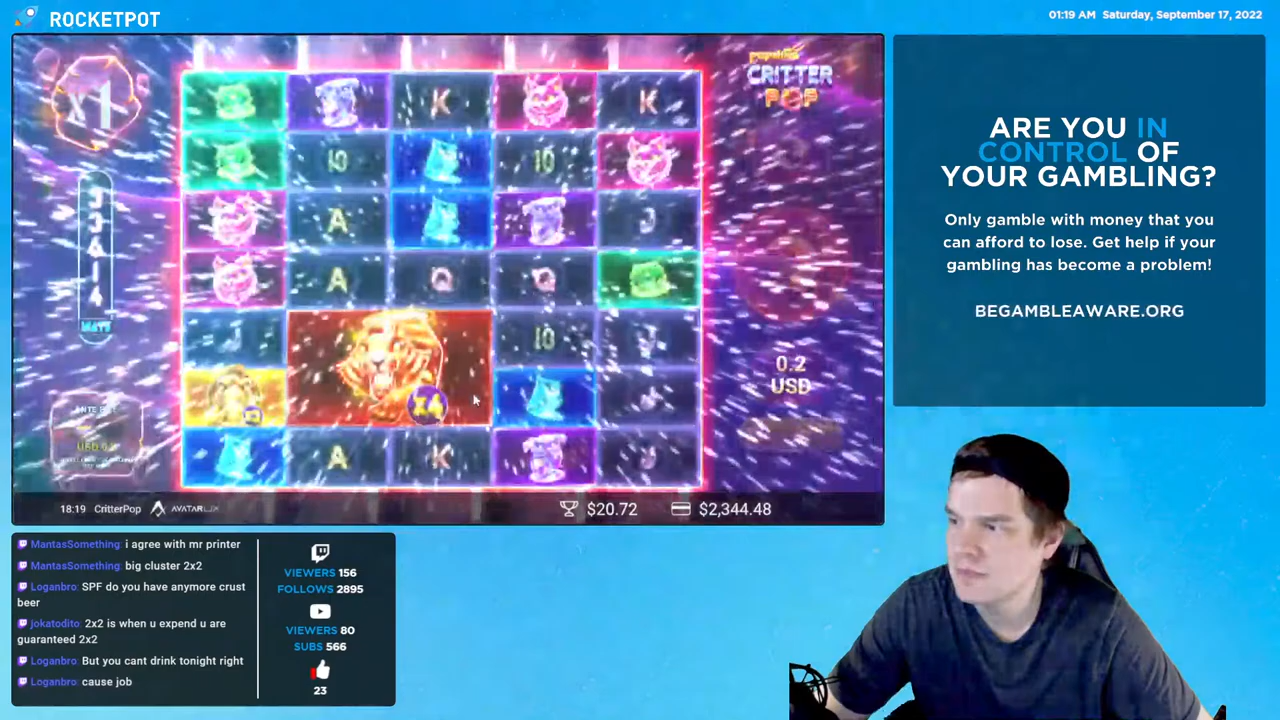 ROCKETPOT
01:19 AM Saturday, September 17, 2022
x1
CRITTER
POP
K
K
10
10
A
J
A
Q
Q
J
10
J
x4
J
A
K
J
WAYS
0.2
USD
18:19 CritterPop AVATARUX
$20.72
$2,344.48
ARE YOU IN
CONTROL OF
YOUR GAMBLING?
Only gamble with money that you
can afford to lose. Get help if your
gambling has become a problem!
BEGAMBLEAWARE.ORG
MantasSomething: i agree with mr printer
MantasSomething: big cluster 2x2
Loganbro: SPF do you have anymore crust
beer
jokatodito: 2x2 is when u expend u are
guaranteed 2x2
Loganbro: But you cant drink tonight right
Loganbro: cause job
VIEWERS 156
FOLLOWS 2895
VIEWERS 80
SUBS 566
23